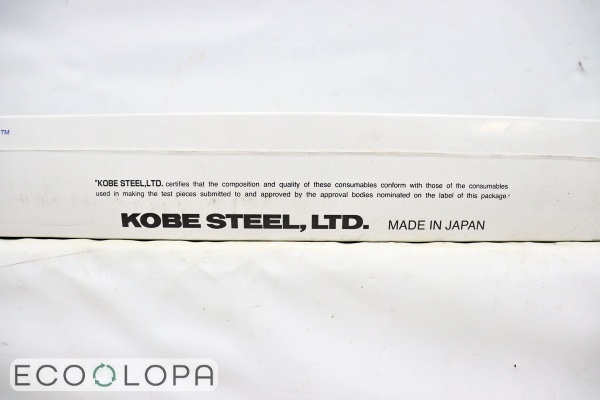 TM
"KOBE STEEL,LTD. certifies that the composition and quality of these consumables conform with those of the consumables
used in making the test pieces submitted to and approved by the approval bodies nominated on the label of this package."
KOBE STEEL, LTD. MADE IN JAPAN
ECO LOPA